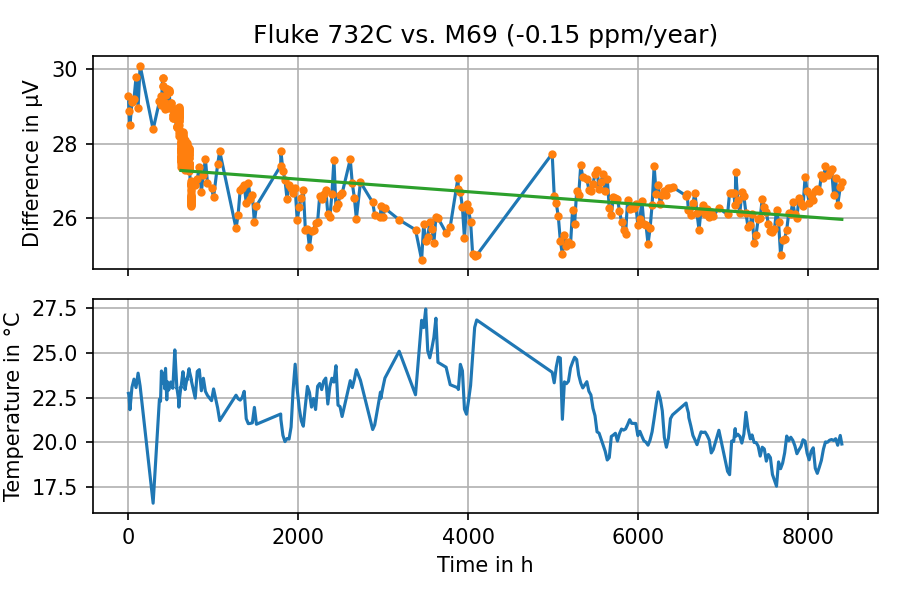 Fluke 732C vs. M69 (-0.15 ppm/year)
Difference in µV
30
28
26
Temperature in °C
27.5
25.0
22.5
20.0
17.5
0 2000 4000 6000 8000
Time in h